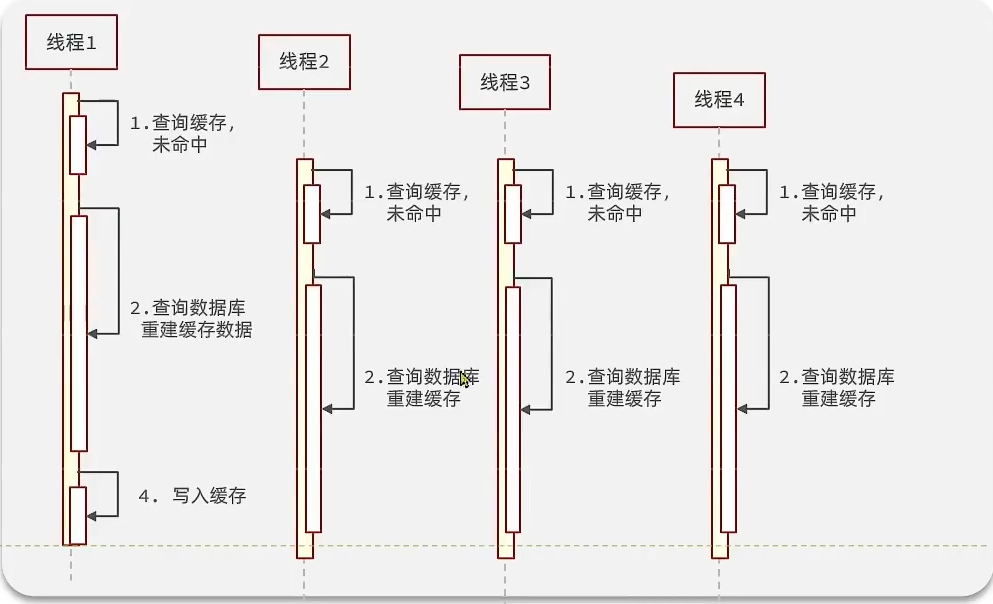 线程1
线程2
线程3
线程4
1.查询缓存,
未命中
2.查询数据库
重建缓存数据
4. 写入缓存
1.查询缓存,
未命中
2.查询数据库
重建缓存
1.查询缓存,
未命中
2.查询数据库
重建缓存
1.查询缓存,
未命中
2.查询数据库
重建缓存